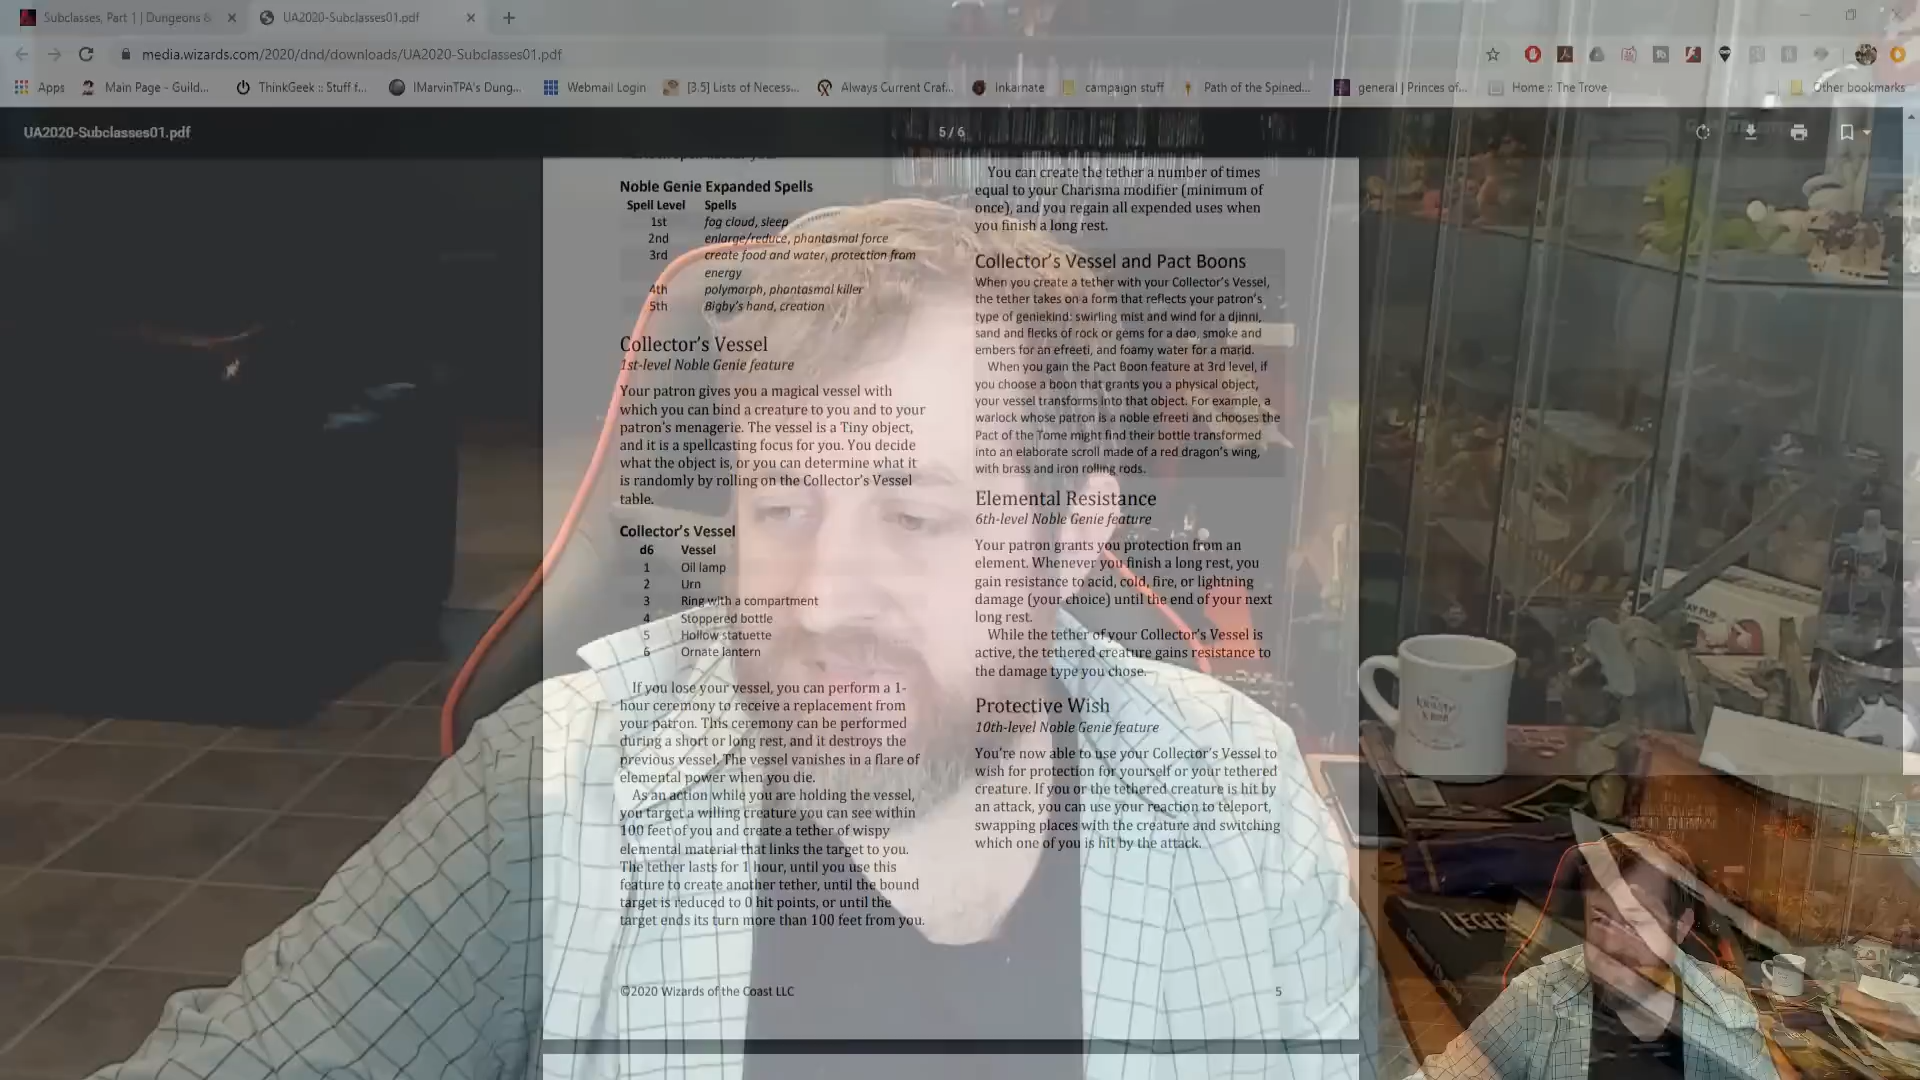 Subclasses, Part 1 | Dungeons &
UA2020-Subclasses01.pdf
media.wizards.com/2020/dnd/downloads/UA2020-Subclasses01.pdf
Apps
Main Page - Guild...
ThinkGeek :: Stuff f...
IMarvinTPA's Dung...
Webmail Login
[3.5] Lists of Necess...
Always Current Craf...
Inkarnate
campaign stuff
Path of the Spined...
general | Princes of...
Home :: The Trove
Other bookmarks
UA2020-Subclasses01.pdf
5 / 6
Noble Genie Expanded Spells
Spell Level Spells
1st fog cloud, sleep
2nd enlarge/reduce, phantasmal force
3rd create food and water, protection from
energy
4th polymorph, phantasmal killer
5th Bigby's hand, creation
Collector's Vessel
1st-level Noble Genie feature
Your patron gives you a magical vessel with
which you can bind a creature to you and to your
patron's menagerie. The vessel is a Tiny object,
and it is a spellcasting focus for you. You decide
what the object is, or you can determine what it
is randomly by rolling on the Collector's Vessel
table.
Collector's Vessel
d6 Vessel
1 Oil lamp
2 Urn
3 Ring with a compartment
4 Stoppered bottle
5 Hollow statuette
6 Ornate lantern
If you lose your vessel, you can perform a 1-
hour ceremony to receive a replacement from
your patron. This ceremony can be performed
during a short or long rest, and it destroys the
previous vessel. The vessel vanishes in a flare of
elemental power when you die.
As an action while you are holding the vessel,
you target a willing creature you can see within
100 feet of you and create a tether of wispy
elemental material that links the target to you.
The tether lasts for 1 hour, until you use this
feature to create another tether, until the bound
target is reduced to 0 hit points, or until the
target ends its turn more than 100 feet from you.
You can create the tether a number of times
equal to your Charisma modifier (minimum of
once), and you regain all expended uses when
you finish a long rest.
Collector's Vessel and Pact Boons
When you create a tether with your Collector's Vessel,
the tether takes on a form that reflects your patron's
type of geniekind: swirling mist and wind for a djinni,
sand and flecks of rock or gems for a dao, smoke and
embers for an efreeti, and foamy water for a marid.
When you gain the Pact Boon feature at 3rd level, if
you choose a boon that grants you a physical object,
your vessel transforms into that object. For example, a
warlock whose patron is a noble efreeti and chooses the
Pact of the Tome might find their bottle transformed
into an elaborate scroll made of a red dragon's wing,
with brass and iron rolling rods.
Elemental Resistance
6th-level Noble Genie feature
Your patron grants you protection from an
element. Whenever you finish a long rest, you
gain resistance to acid, cold, fire, or lightning
damage (your choice) until the end of your next
long rest.
While the tether of your Collector's Vessel is
active, the tethered creature gains resistance to
the damage type you chose.
Protective Wish
10th-level Noble Genie feature
You're now able to use your Collector's Vessel to
wish for protection for yourself or your tethered
creature. If you or the tethered creature is hit by
an attack, you can use your reaction to teleport,
swapping places with the creature and switching
which one of you is hit by the attack.
©2020 Wizards of the Coast LLC
5